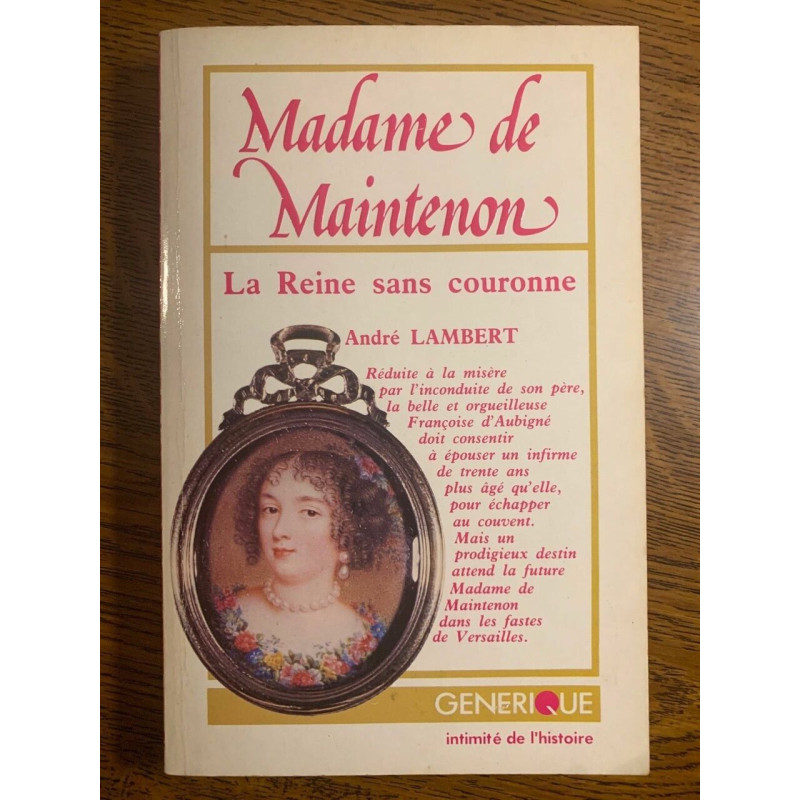 Madame de
Maintenon
La Reine sans couronne
André LAMBERT
Réduite à la misère
par l'inconduite de son père,
la belle et orgueilleuse
Françoise d'Aubigné
doit consentir
à épouser un infirme
de trente ans
plus âgé qu'elle,
pour échapper
au couvent.
Mais un
prodigieux destin
attend la future
Madame de
Maintenon
dans les fastes
de Versailles.
GENERIQUE
intimité de l'histoire